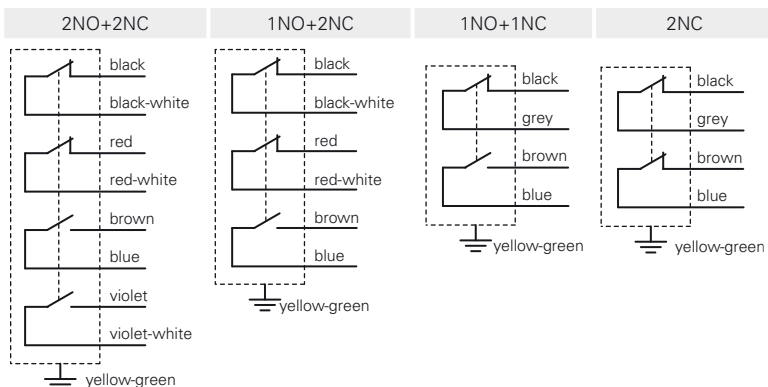 2NO+2NC
black
black-white
red
red-white
brown
blue
violet
violet-white
yellow-green
1NO+2NC
black
black-white
red
red-white
brown
blue
yellow-green
1NO+1NC
black
grey
brown
blue
yellow-green
2NC
black
grey
brown
blue
yellow-green